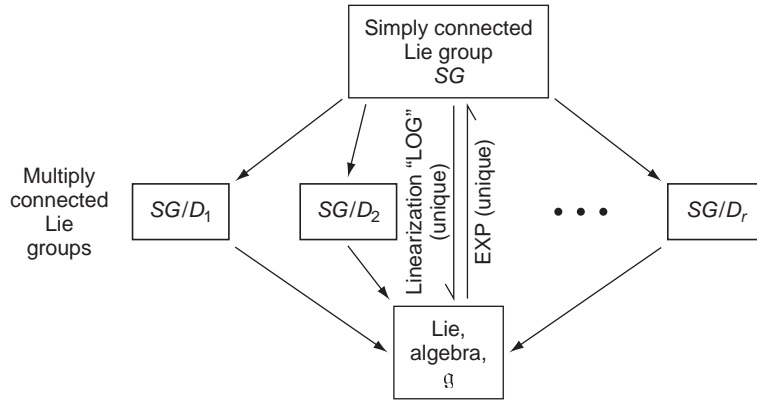 Simply connected
Lie group
SG
Linearization "LOG"
(unique)
EXP (unique)
Multiply
connected
Lie
groups
SG/D₁
SG/D₂
• • •
SG/Dᵣ
Lie,
algebra,
𝔤